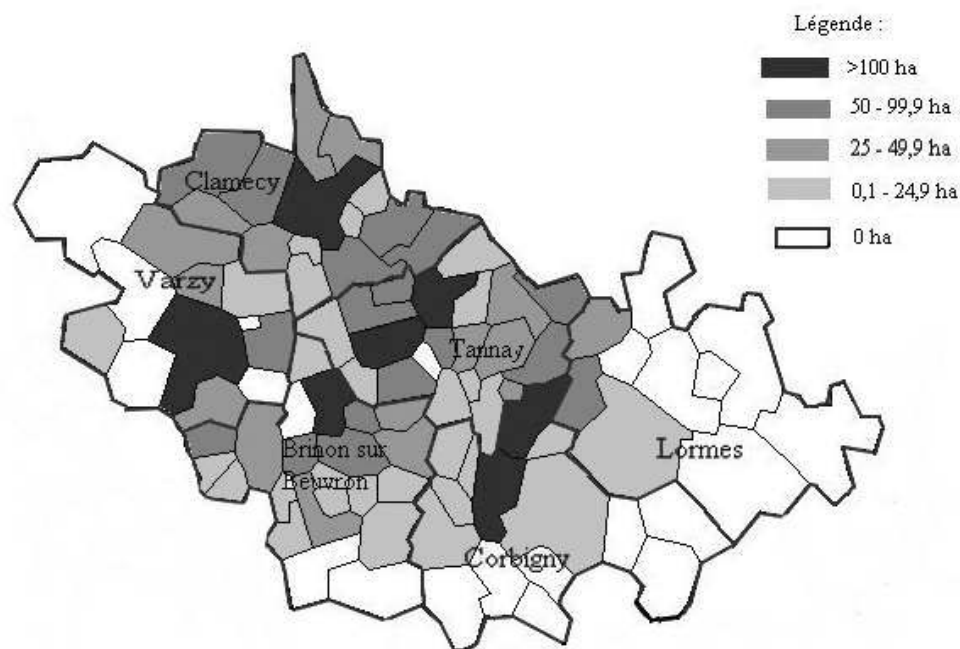 Légende :
>100 ha
50 - 99,9 ha
25 - 49,9 ha
0,1 - 24,9 ha
0 ha
Clamecy
Varzy
Tannay
Brinon sur
Beuvron
Lormes
Corbigny